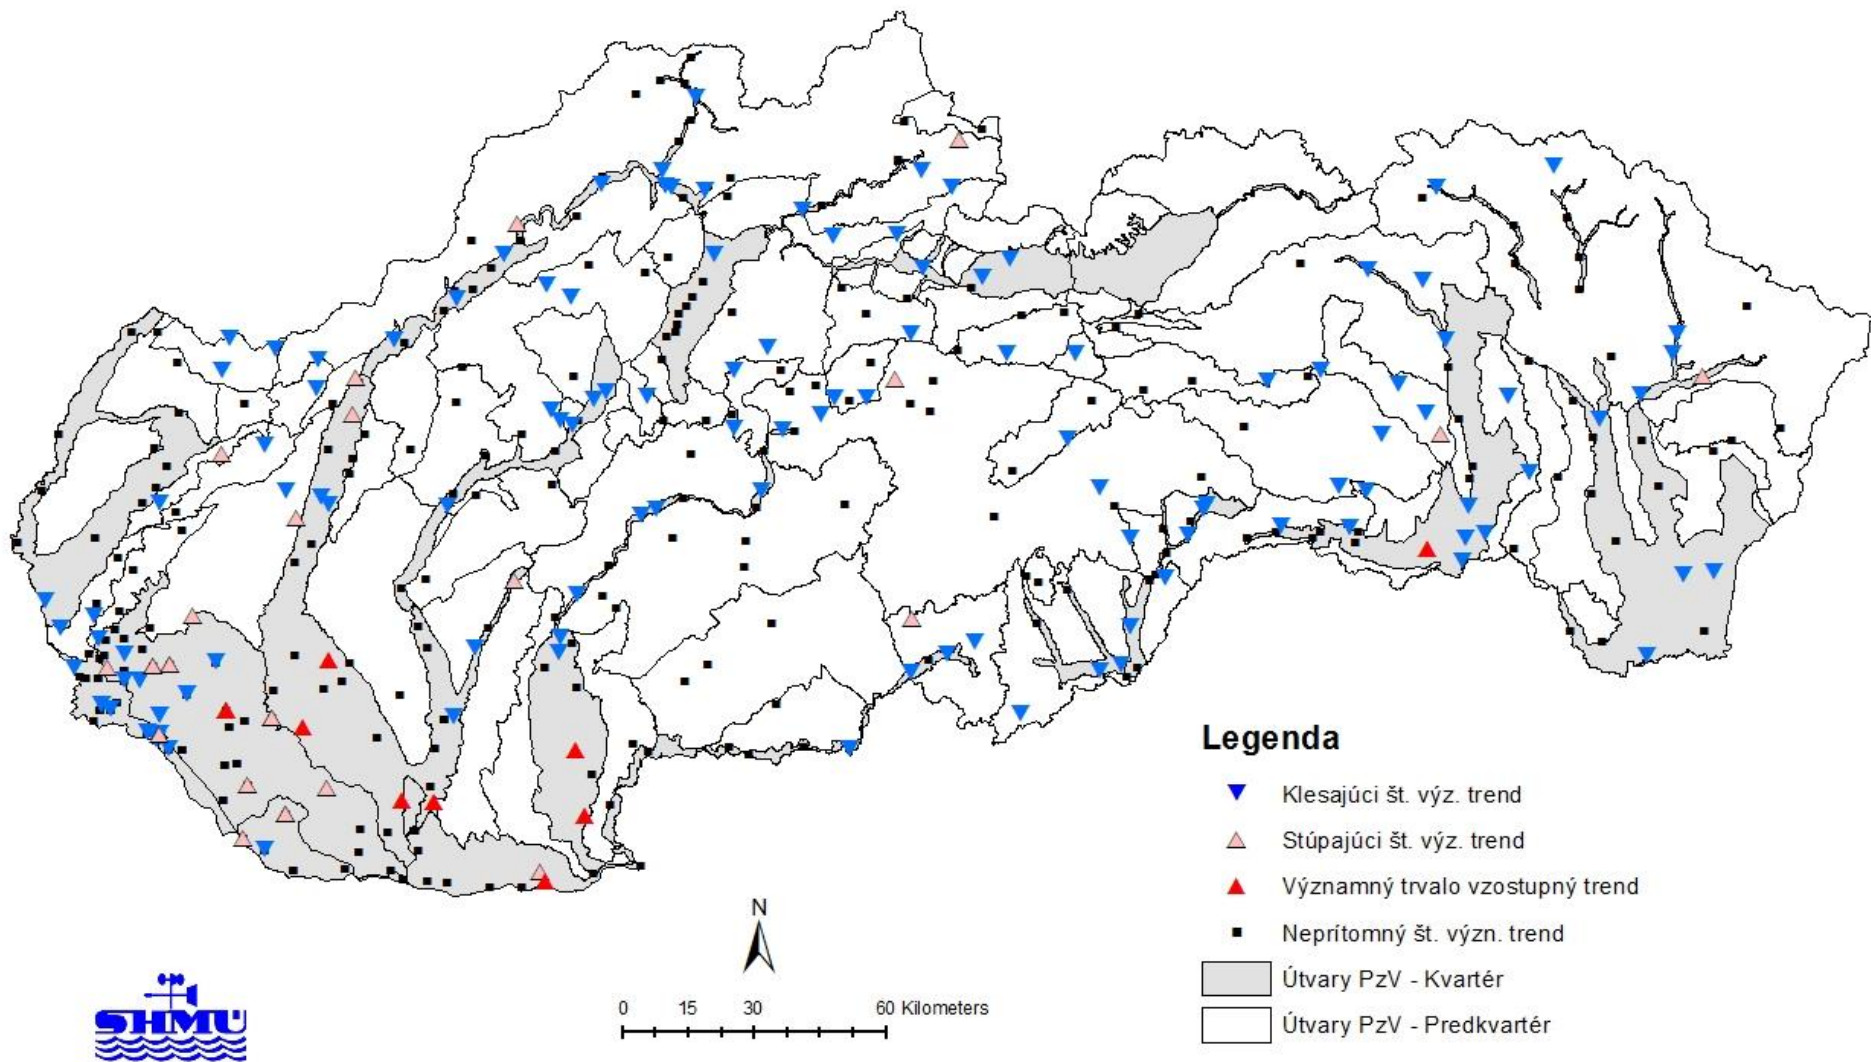 Legenda
Klesajúci št. výz. trend
Stúpajúci št. výz. trend
Významný trvalo vzostupný trend
Neprítomný št. význ. trend
Útvary PzV - Kvartér
Útvary PzV - Predkvartér
N
0 15 30 60 Kilometers
SHMÚ